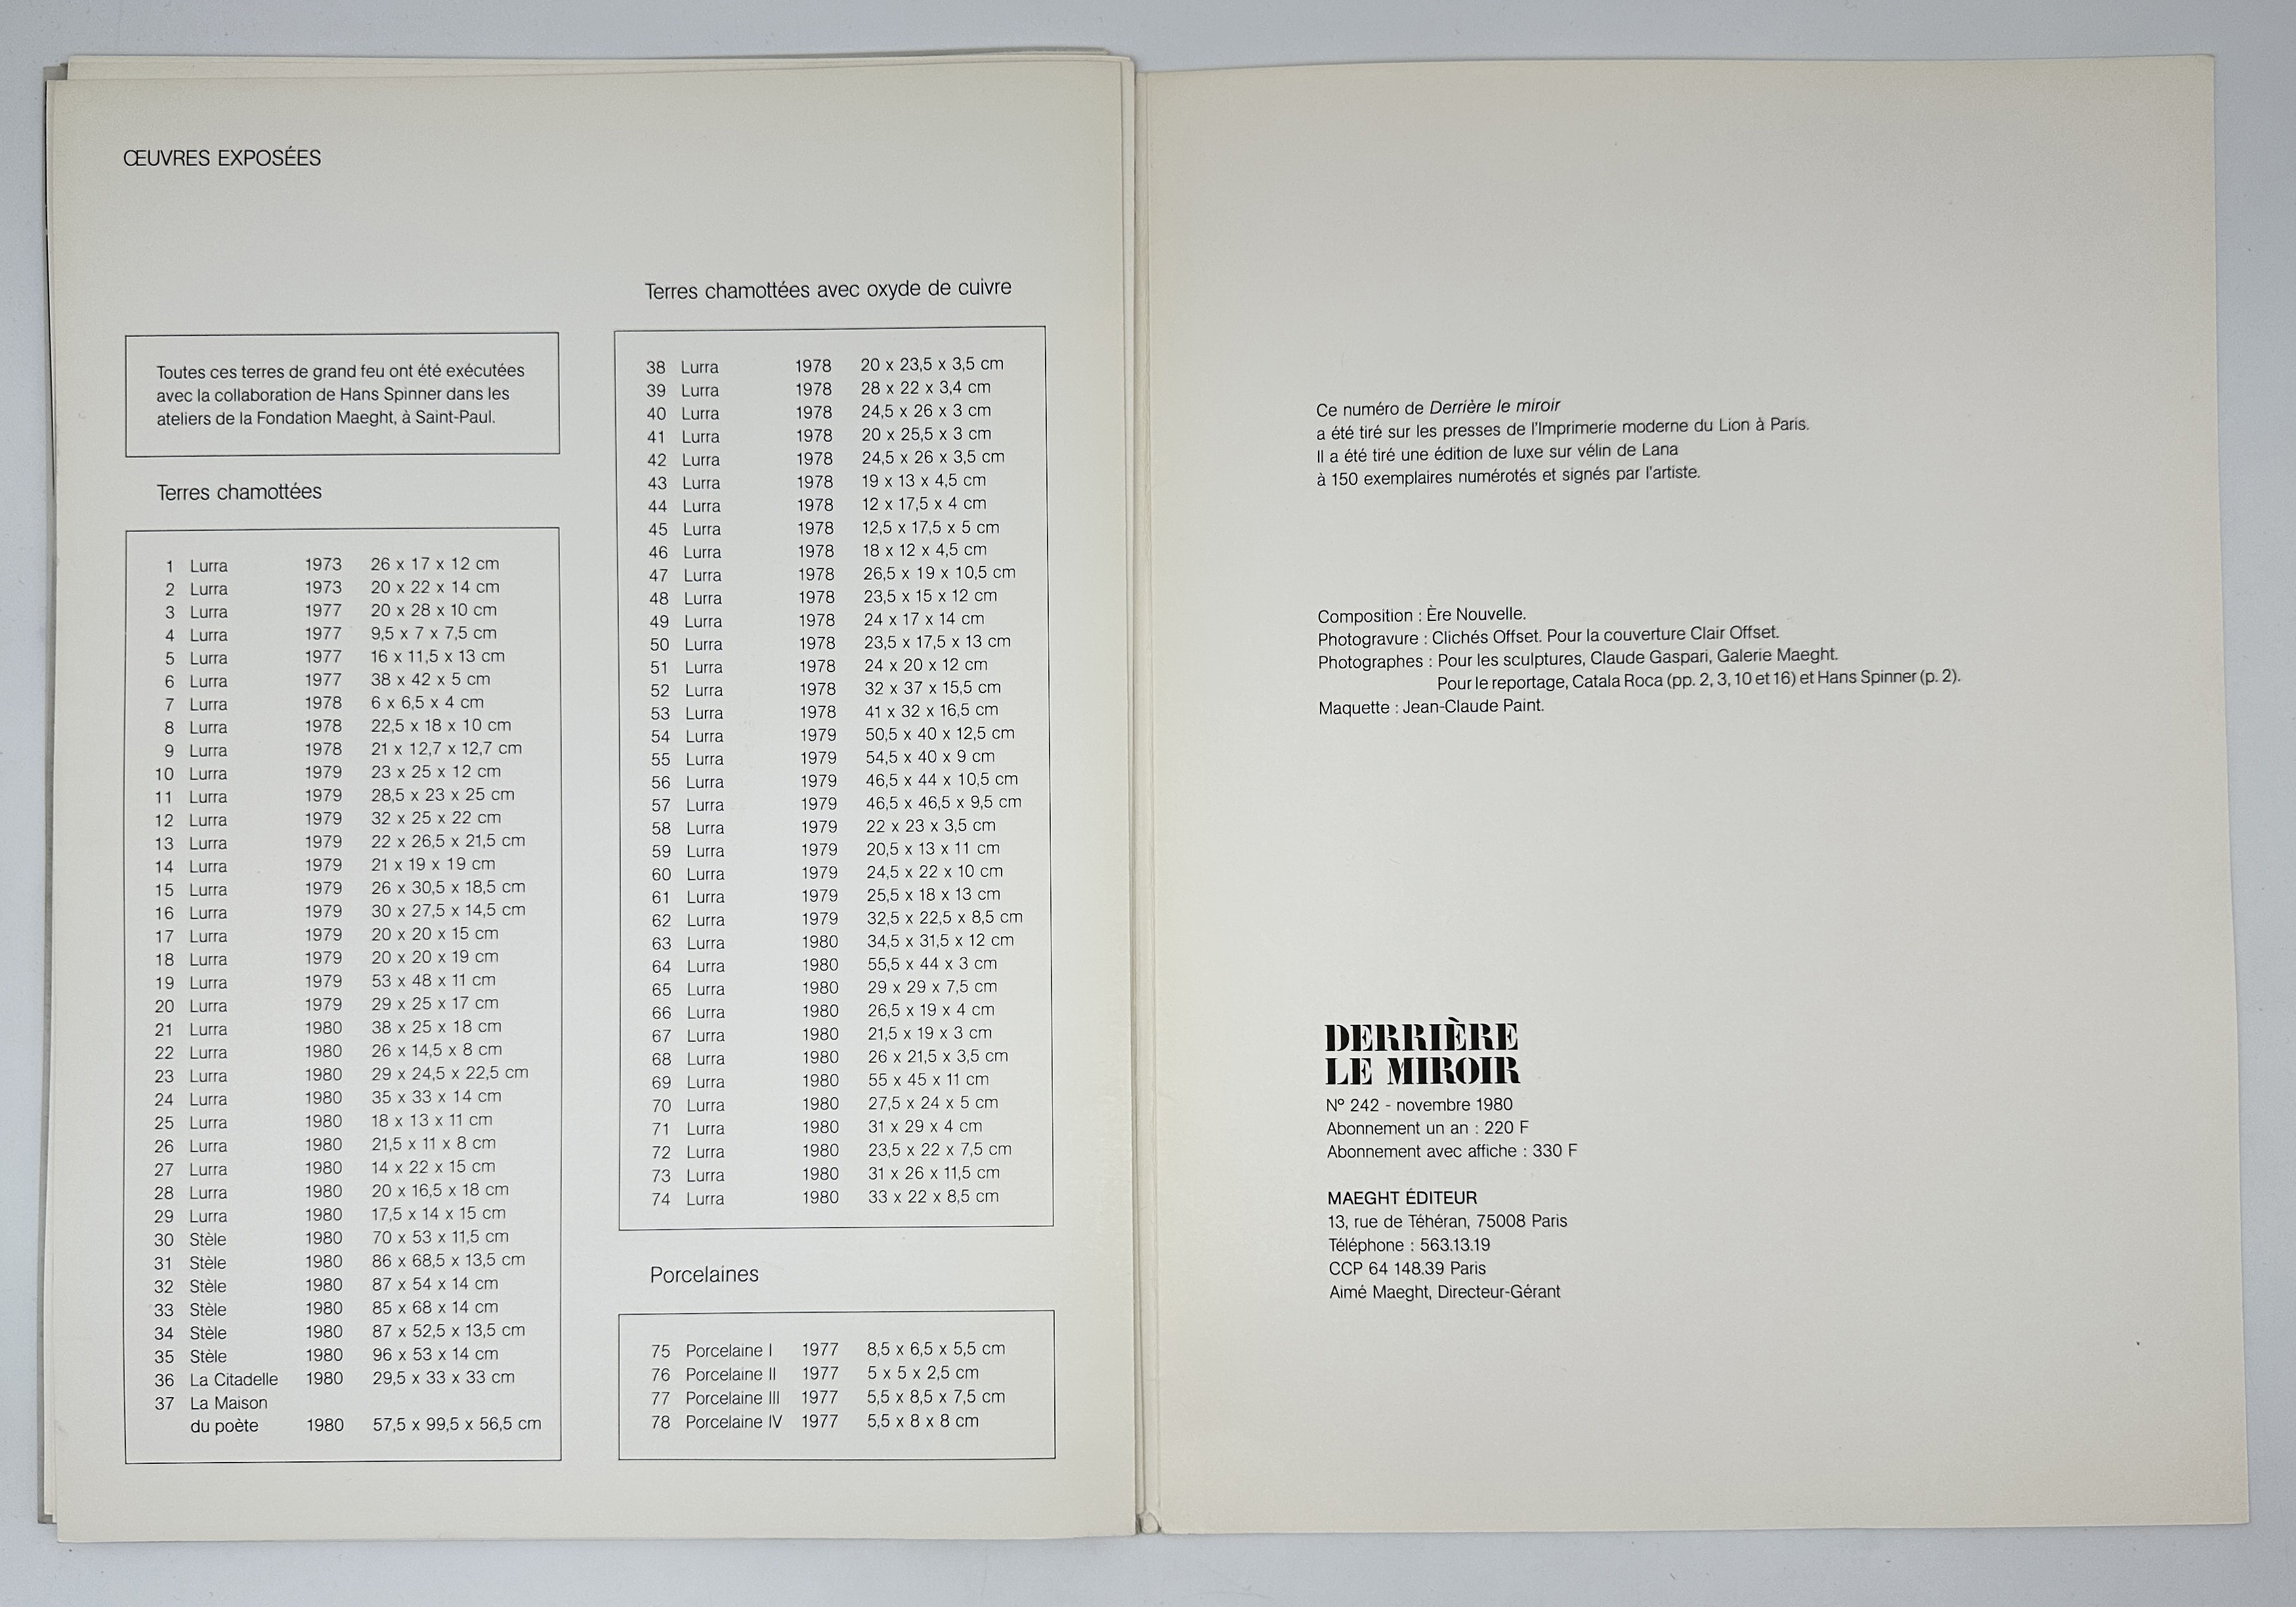 ŒUVRES EXPOSÉES
Toutes ces terres de grand feu ont été exécutées
avec la collaboration de Hans Spinner dans les
ateliers de la Fondation Maeght, à Saint-Paul.
Terres chamottées
1 Lurra 1973 26 x 17 x 12 cm
2 Lurra 1973 20 x 22 x 14 cm
3 Lurra 1977 20 x 28 x 10 cm
4 Lurra 1977 9,5 x 7 x 7,5 cm
5 Lurra 1977 16 x 11,5 x 13 cm
6 Lurra 1977 38 x 42 x 5 cm
7 Lurra 1978 6 x 6,5 x 4 cm
8 Lurra 1978 22,5 x 18 x 10 cm
9 Lurra 1978 21 x 12,7 x 12,7 cm
10 Lurra 1979 23 x 25 x 12 cm
11 Lurra 1979 28,5 x 23 x 25 cm
12 Lurra 1979 32 x 25 x 22 cm
13 Lurra 1979 22 x 26,5 x 21,5 cm
14 Lurra 1979 21 x 19 x 19 cm
15 Lurra 1979 26 x 30,5 x 18,5 cm
16 Lurra 1979 30 x 27,5 x 14,5 cm
17 Lurra 1979 20 x 20 x 15 cm
18 Lurra 1979 20 x 20 x 19 cm
19 Lurra 1979 53 x 48 x 11 cm
20 Lurra 1979 29 x 25 x 17 cm
21 Lurra 1980 38 x 25 x 18 cm
22 Lurra 1980 26 x 14,5 x 8 cm
23 Lurra 1980 29 x 24,5 x 22,5 cm
24 Lurra 1980 35 x 33 x 14 cm
25 Lurra 1980 18 x 13 x 11 cm
26 Lurra 1980 21,5 x 11 x 8 cm
27 Lurra 1980 14 x 22 x 15 cm
28 Lurra 1980 20 x 16,5 x 18 cm
29 Lurra 1980 17,5 x 14 x 15 cm
30 Stèle 1980 70 x 53 x 11,5 cm
31 Stèle 1980 86 x 68,5 x 13,5 cm
32 Stèle 1980 87 x 54 x 14 cm
33 Stèle 1980 85 x 68 x 14 cm
34 Stèle 1980 87 x 52,5 x 13,5 cm
35 Stèle 1980 96 x 53 x 14 cm
36 La Citadelle 1980 29,5 x 33 x 33 cm
37 La Maison
du poète 1980 57,5 x 99,5 x 56,5 cm
Terres chamottées avec oxyde de cuivre
38 Lurra 1978 20 x 23,5 x 3,5 cm
39 Lurra 1978 28 x 22 x 3,4 cm
40 Lurra 1978 24,5 x 26 x 3 cm
41 Lurra 1978 20 x 25,5 x 3 cm
42 Lurra 1978 24,5 x 26 x 3,5 cm
43 Lurra 1978 19 x 13 x 4,5 cm
44 Lurra 1978 12 x 17,5 x 4 cm
45 Lurra 1978 12,5 x 17,5 x 5 cm
46 Lurra 1978 18 x 12 x 4,5 cm
47 Lurra 1978 26,5 x 19 x 10,5 cm
48 Lurra 1978 23,5 x 15 x 12 cm
49 Lurra 1978 24 x 17 x 14 cm
50 Lurra 1978 23,5 x 17,5 x 13 cm
51 Lurra 1978 24 x 20 x 12 cm
52 Lurra 1978 32 x 37 x 15,5 cm
53 Lurra 1978 41 x 32 x 16,5 cm
54 Lurra 1979 50,5 x 40 x 12,5 cm
55 Lurra 1979 54,5 x 40 x 9 cm
56 Lurra 1979 46,5 x 44 x 10,5 cm
57 Lurra 1979 46,5 x 46,5 x 9,5 cm
58 Lurra 1979 22 x 23 x 3,5 cm
59 Lurra 1979 20,5 x 13 x 11 cm
60 Lurra 1979 24,5 x 22 x 10 cm
61 Lurra 1979 25,5 x 18 x 13 cm
62 Lurra 1979 32,5 x 22,5 x 8,5 cm
63 Lurra 1980 34,5 x 31,5 x 12 cm
64 Lurra 1980 55,5 x 44 x 3 cm
65 Lurra 1980 29 x 29 x 7,5 cm
66 Lurra 1980 26,5 x 19 x 4 cm
67 Lurra 1980 21,5 x 19 x 3 cm
68 Lurra 1980 26 x 21,5 x 3,5 cm
69 Lurra 1980 55 x 45 x 11 cm
70 Lurra 1980 27,5 x 24 x 5 cm
71 Lurra 1980 31 x 29 x 4 cm
72 Lurra 1980 23,5 x 22 x 7,5 cm
73 Lurra 1980 31 x 26 x 11,5 cm
74 Lurra 1980 33 x 22 x 8,5 cm
Porcelaines
75 Porcelaine I 1977 8,5 x 6,5 x 5,5 cm
76 Porcelaine II 1977 5 x 5 x 2,5 cm
77 Porcelaine III 1977 5,5 x 8,5 x 7,5 cm
78 Porcelaine IV 1977 5,5 x 8 x 8 cm
Ce numéro de Derrière le miroir
a été tiré sur les presses de l'Imprimerie moderne du Lion à Paris.
Il a été tiré une édition de luxe sur vélin de Lana
à 150 exemplaires numérotés et signés par l'artiste.
Composition : Ère Nouvelle.
Photogravure : Clichés Offset. Pour la couverture Clair Offset.
Photographes : Pour les sculptures, Claude Gaspari, Galerie Maeght.
Pour le reportage, Catala Roca (pp. 2, 3, 10 et 16) et Hans Spinner (p. 2).
Maquette : Jean-Claude Paint.
DERRIÈRE
LE MIROIR
Nº 242 - novembre 1980
Abonnement un an : 220 F
Abonnement avec affiche : 330 F
MAEGHT ÉDITEUR
13, rue de Téhéran, 75008 Paris
Téléphone : 563.13.19
CCP 64 148.39 Paris
Aimé Maeght, Directeur-Gérant